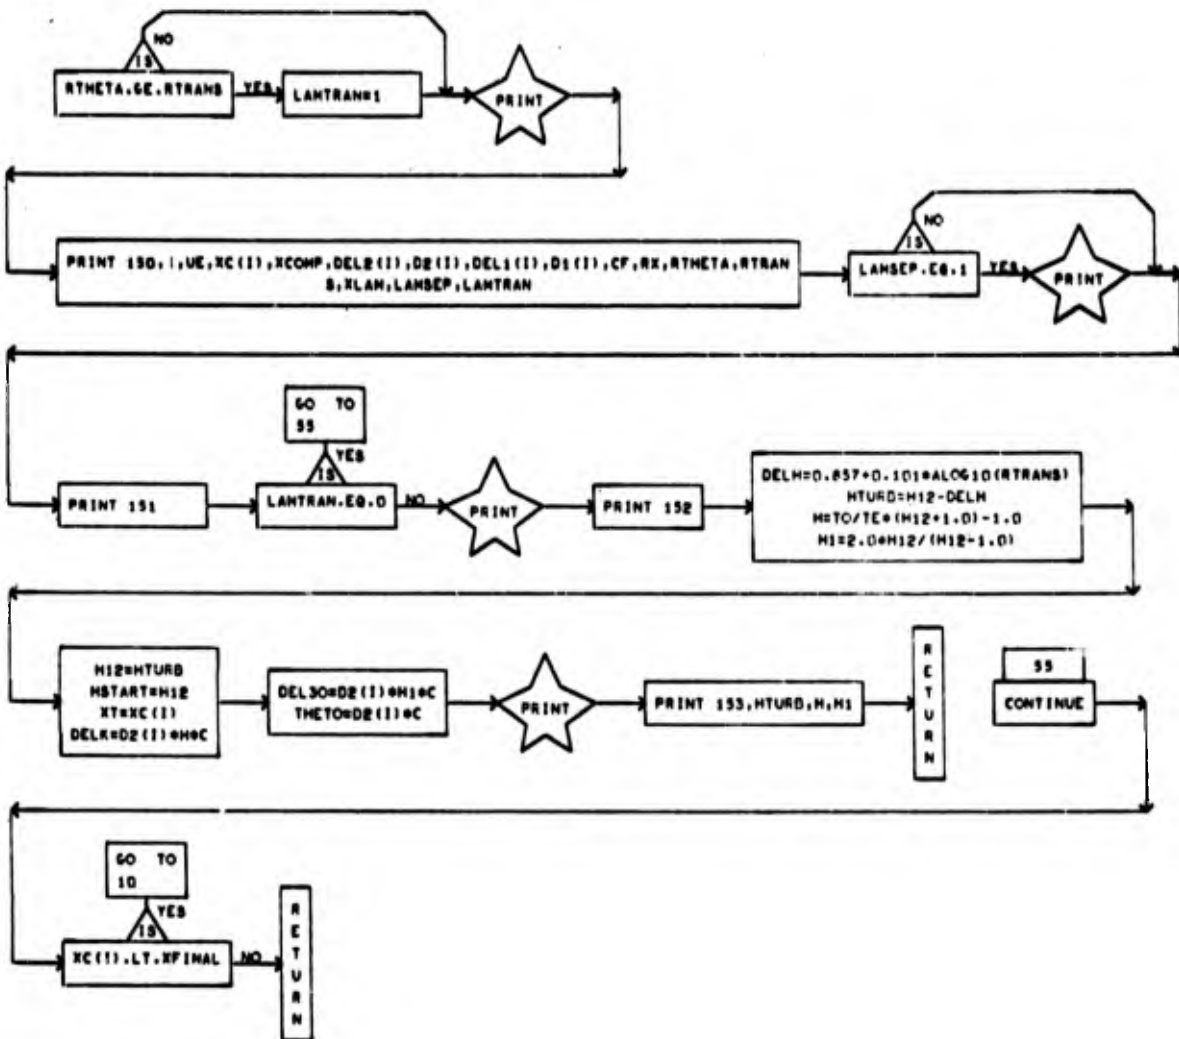 NO
IS
RTHETA.GE.RTRANS
YES
LAMTRAN=1
PRINT
PRINT 150,I,UE,XC(I),XCOMP,DEL2(I),D2(I),DEL1(I),D1(I),CF,RX,RTHETA,RTRAN
S,XLAM,LAMSEP,LAMTRAN
NO
IS
LAMSEP.EQ.1
YES
PRINT
GO TO
55
YES
IS
PRINT 151
LAMTRAN.EQ.0
NO
PRINT
PRINT 152
DELH=0.857+0.101*ALOG10(RTRANS)
HTURB=H12-DELH
H=TO/TE*(H12+1.0)-1.0
H1=2.0*H12/(H12-1.0)
H12=HTURB
HSTART=H12
XT=XC(I)
DELK=D2(I)*H*C
DEL30=D2(I)*H1*C
THETO=D2(I)*C
PRINT
PRINT 153,HTURB,H,H1
RETURN
55
CONTINUE
GO TO
10
YES
IS
XC(I).LT.XFINAL
NO
RETURN